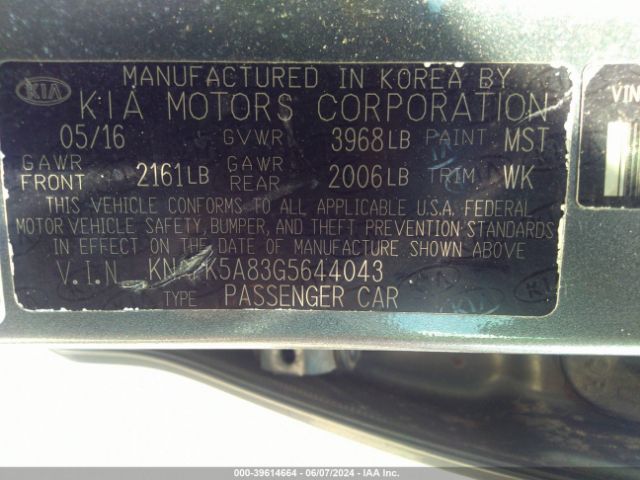 MANUFACTURED IN KOREA BY
KIA KIA MOTORS CORPORATION
05/16 GVWR 3968LB PAINT MST
GAWR FRONT 2161LB GAWR REAR 2006LB TRIM WK
THIS VEHICLE CONFORMS TO ALL APPLICABLE U.S.A. FEDERAL
MOTOR VEHICLE SAFETY, BUMPER, AND THEFT PREVENTION STANDARDS
IN EFFECT ON THE DATE OF MANUFACTURE SHOWN ABOVE
V.I.N
TYPE PASSENGER CAR
VIN
000-39614664 | 06/07/2024 - IAA Inc.